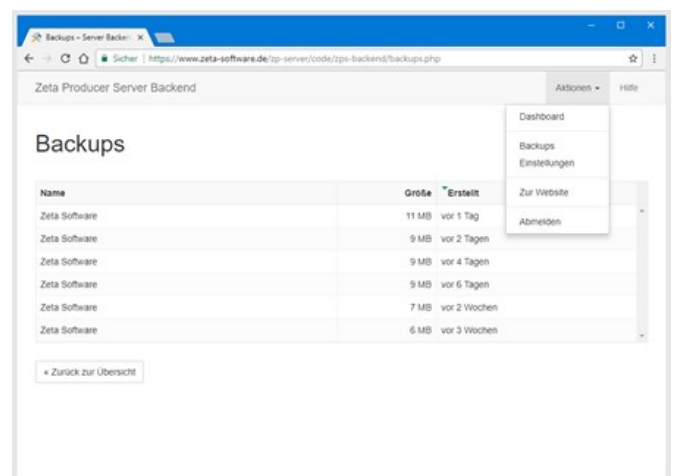 Backups – Server Backen
Sicher | https://www.zeta-software.de/zp-server/code/zps-backend/backups.php
Zeta Producer Server Backend
Aktionen
Hilfe
Dashboard
Backups
Einstellungen
Zur Website
Abmelden
Backups
Name Größe Erstellt
Zeta Software 11 MB vor 1 Tag
Zeta Software 9 MB vor 2 Tagen
Zeta Software 9 MB vor 4 Tagen
Zeta Software 9 MB vor 6 Tagen
Zeta Software 7 MB vor 2 Wochen
Zeta Software 6 MB vor 3 Wochen
« Zurück zur Übersicht